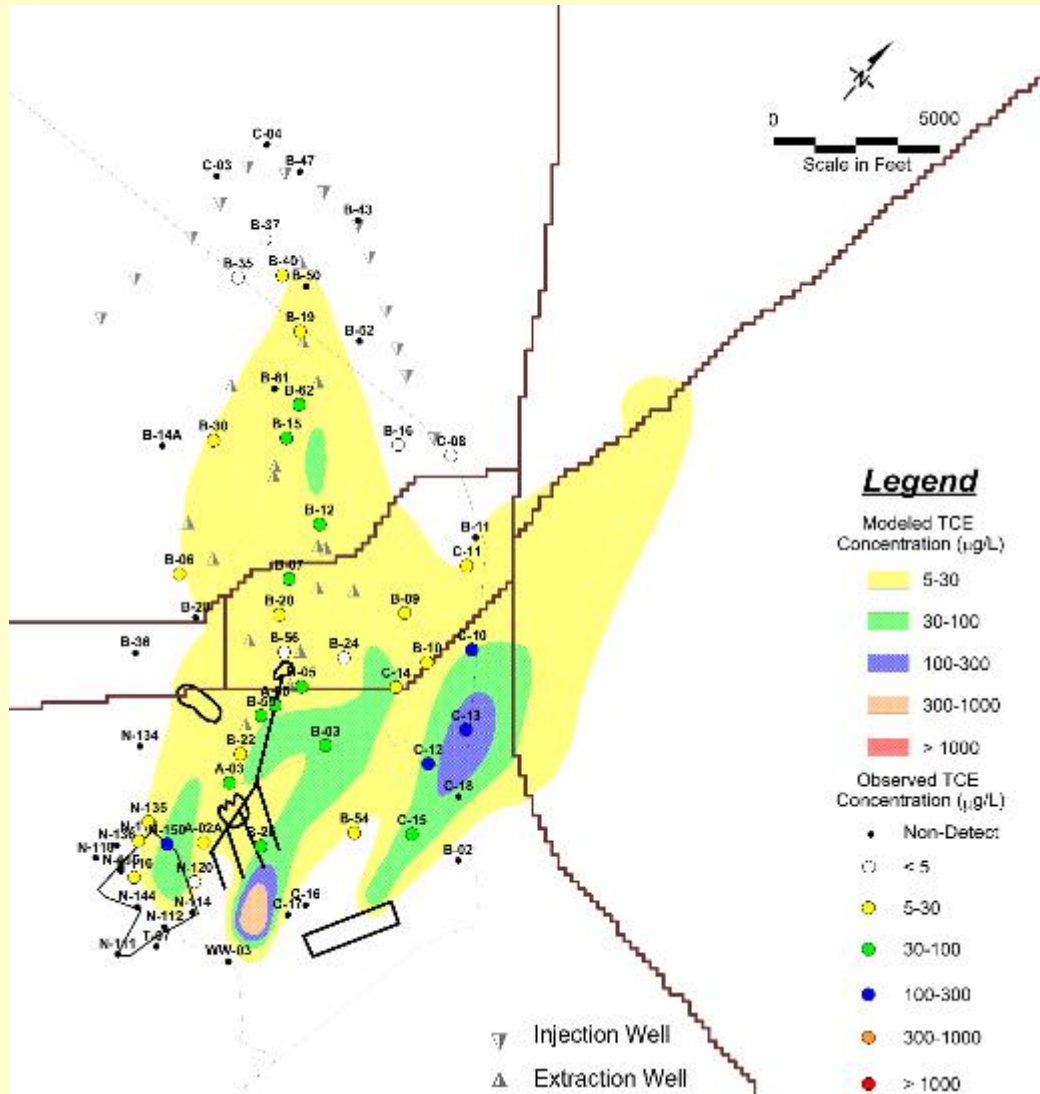 N
0 5000
Scale in Feet
C-04
C-03
B-47
B-43
B-37
B-35
B-40
B-50
B-19
B-52
B-61
B-62
B-14A
B-30
B-15
B-16
C-08
B-12
B-11
C-11
B-06
B-07
B-20
B-09
B-38
B-56
B-24
B-10
C-10
C-14
B-03
C-13
N-134
B-22
C-12
A-03
C-18
N-135
N-136
N-150
A-02A
B-54
C-15
B-02
N-120
N-144
N-114
C-16
C-17
N-112
N-111
WW-03
Legend
Modeled TCE
Concentration (µg/L)
5-30
30-100
100-300
300-1000
> 1000
Observed TCE
Concentration (µg/L)
Non-Detect
< 5
5-30
30-100
100-300
300-1000
> 1000
Injection Well
Extraction Well